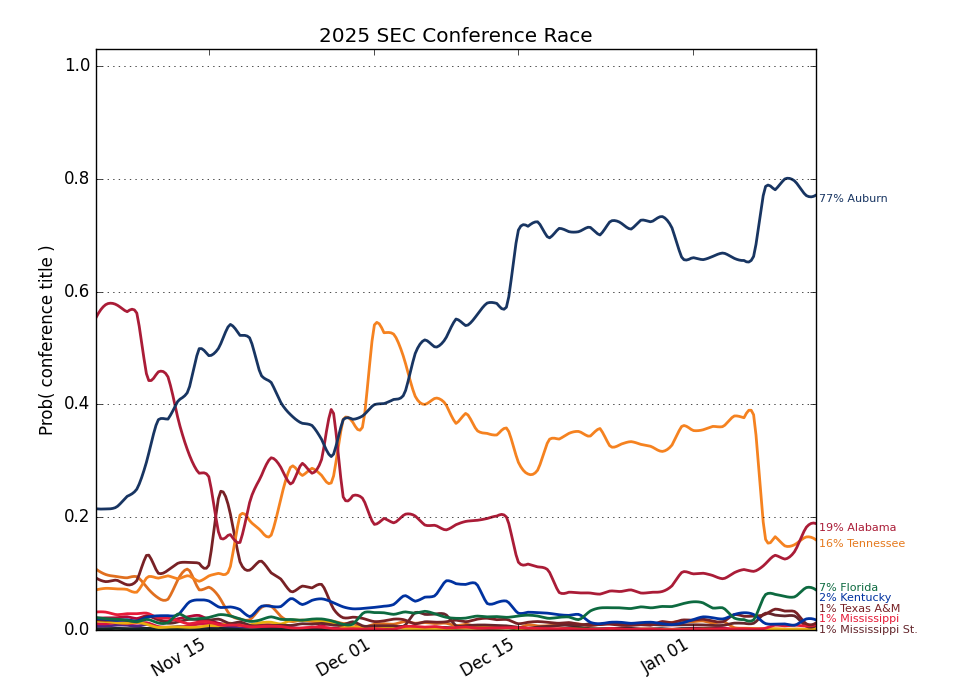 2025 SEC Conference Race
Prob( conference title )
1.0
0.8
0.6
0.4
0.2
0.0
Nov 15
Dec 01
Dec 15
Jan 01
77% Auburn
19% Alabama
16% Tennessee
7% Florida
2% Kentucky
1% Texas A&M
1% Mississippi
1% Mississippi St.